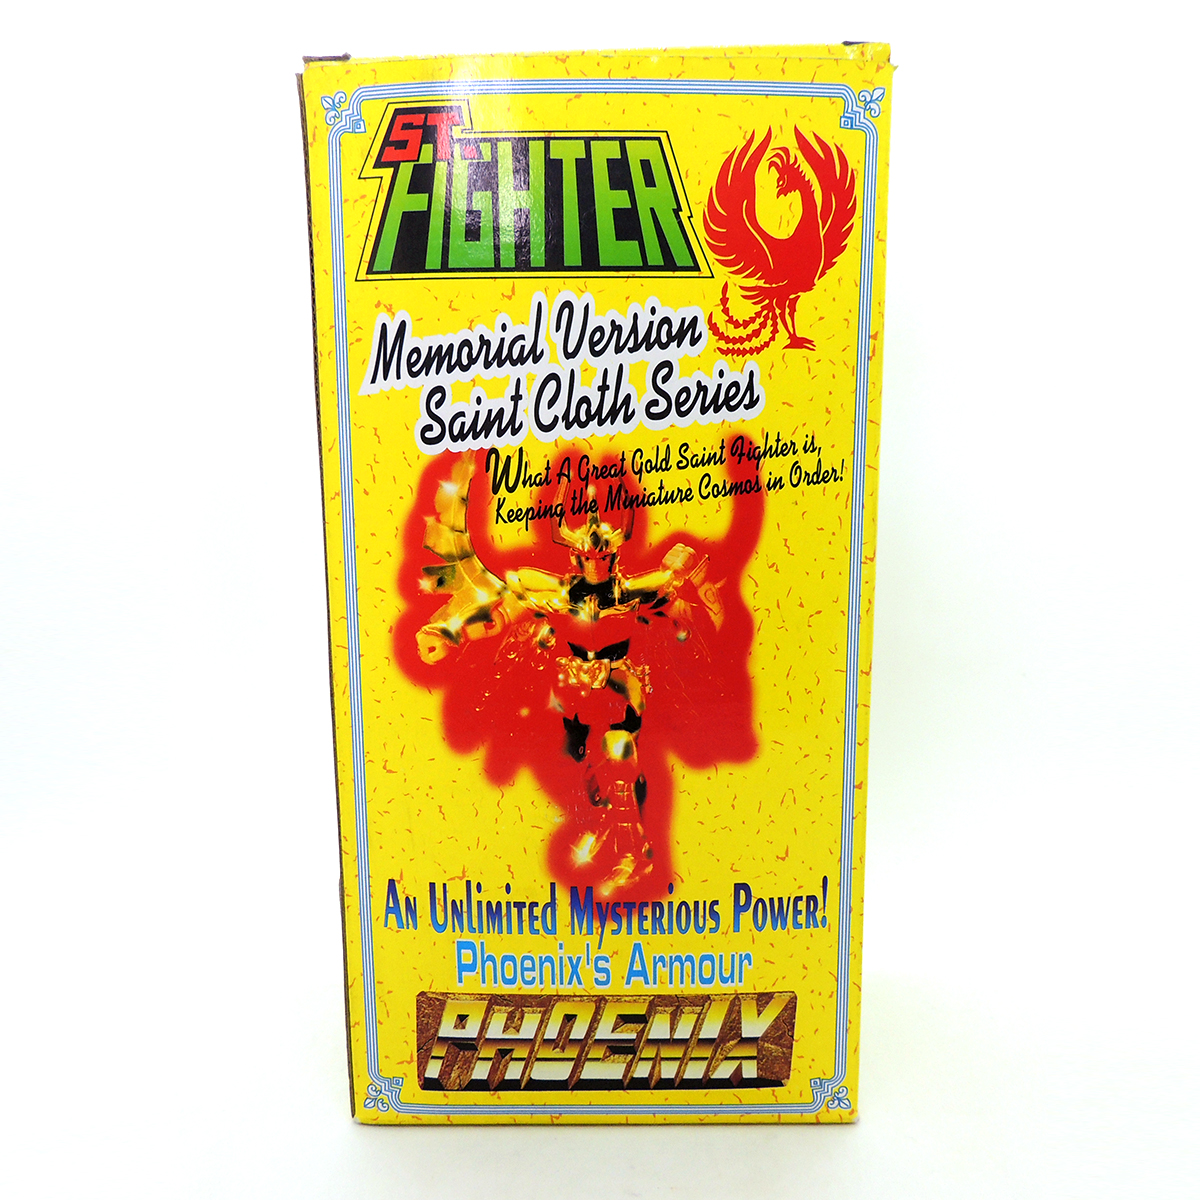 ST.
FIGHTER
Memorial Version
Saint Cloth Series
What A Great Gold Saint Fighter is,
Keeping the Miniature Cosmos in Order!
An Unlimited Mysterious Power!
Phoenix's Armour
PHOENIX